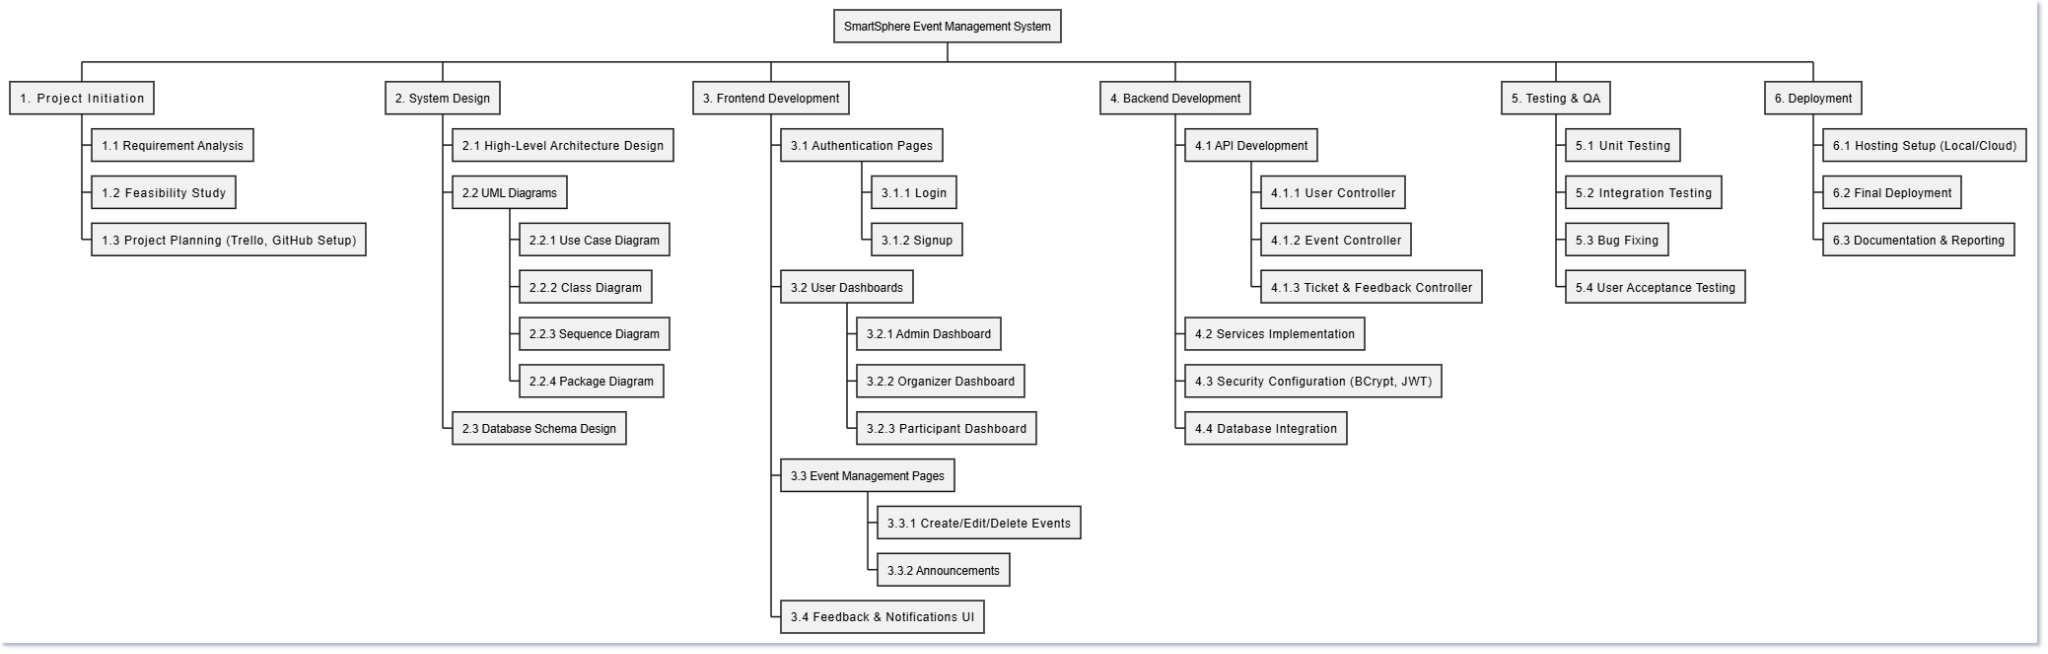 SmartSphere Event Management System
1. Project Initiation
1.1 Requirement Analysis
1.2 Feasibility Study
1.3 Project Planning (Trello, GitHub Setup)
2. System Design
2.1 High-Level Architecture Design
2.2 UML Diagrams
2.2.1 Use Case Diagram
2.2.2 Class Diagram
2.2.3 Sequence Diagram
2.2.4 Package Diagram
2.3 Database Schema Design
3. Frontend Development
3.1 Authentication Pages
3.1.1 Login
3.1.2 Signup
3.2 User Dashboards
3.2.1 Admin Dashboard
3.2.2 Organizer Dashboard
3.2.3 Participant Dashboard
3.3 Event Management Pages
3.3.1 Create/Edit/Delete Events
3.3.2 Announcements
3.4 Feedback & Notifications UI
4. Backend Development
4.1 API Development
4.1.1 User Controller
4.1.2 Event Controller
4.1.3 Ticket & Feedback Controller
4.2 Services Implementation
4.3 Security Configuration (BCrypt, JWT)
4.4 Database Integration
5. Testing & QA
5.1 Unit Testing
5.2 Integration Testing
5.3 Bug Fixing
5.4 User Acceptance Testing
6. Deployment
6.1 Hosting Setup (Local/Cloud)
6.2 Final Deployment
6.3 Documentation & Reporting